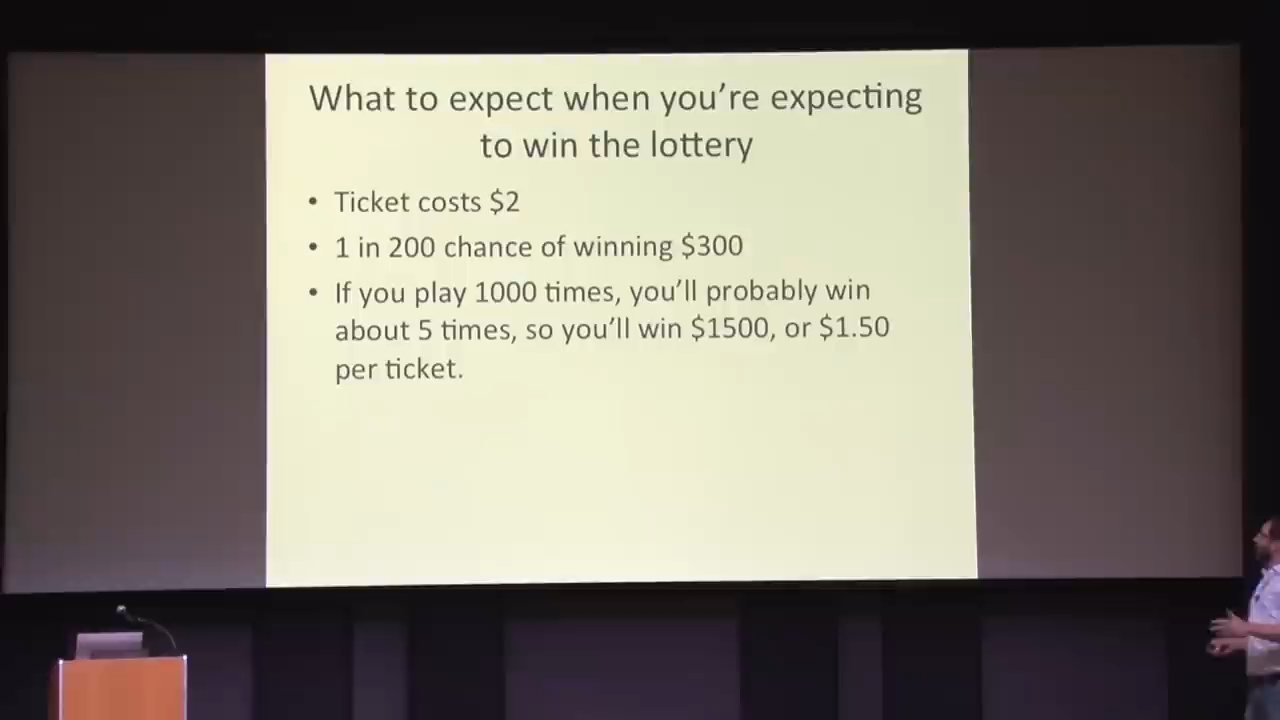 What to expect when you're expecting
to win the lottery
• Ticket costs $2
• 1 in 200 chance of winning $300
• If you play 1000 times, you'll probably win
about 5 times, so you'll win $1500, or $1.50
per ticket.